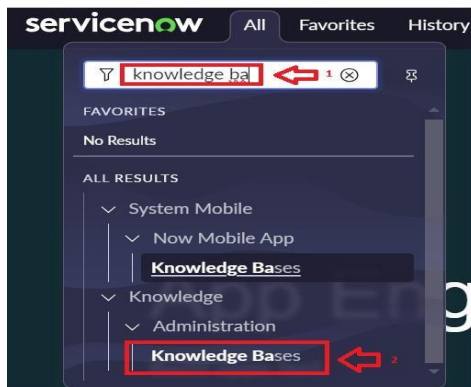 servicenow All Favorites History
knowledge ba 1
FAVORITES
No Results
ALL RESULTS
System Mobile
Now Mobile App
Knowledge Bases
Knowledge
Administration
Knowledge Bases 2